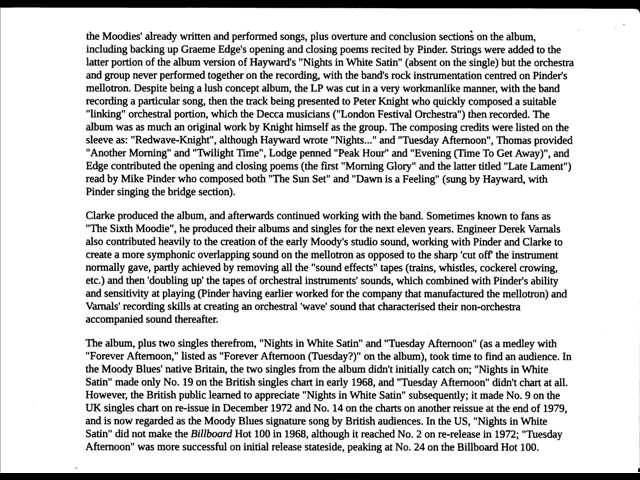 the Moodies' already written and performed songs, plus overture and conclusion sections on the album,
including backing up Graeme Edge's opening and closing poems recited by Pinder. Strings were added to the
latter portion of the album version of Hayward's "Nights in White Satin" (absent on the single) but the orchestra
and group never performed together on the recording, with the band's rock instrumentation centred on Pinder's
mellotron. Despite being a lush concept album, the LP was cut in a very workmanlike manner, with the band
recording a particular song, then the track being presented to Peter Knight who quickly composed a suitable
"linking" orchestral portion, which the Decca musicians ("London Festival Orchestra") then recorded. The
album was as much an original work by Knight himself as the group. The composing credits were listed on the
sleeve as: "Redwave-Knight", although Hayward wrote "Nights..." and "Tuesday Afternoon", Thomas provided
"Another Morning" and "Twilight Time", Lodge penned "Peak Hour" and "Evening (Time To Get Away)", and
Edge contributed the opening and closing poems (the first "Morning Glory" and the latter titled "Late Lament")
read by Mike Pinder who composed both "The Sun Set" and "Dawn is a Feeling" (sung by Hayward, with
Pinder singing the bridge section).
Clarke produced the album, and afterwards continued working with the band. Sometimes known to fans as
"The Sixth Moodie", he produced their albums and singles for the next eleven years. Engineer Derek Varnals
also contributed heavily to the creation of the early Moody's studio sound, working with Pinder and Clarke to
create a more symphonic overlapping sound on the mellotron as opposed to the sharp 'cut off' the instrument
normally gave, partly achieved by removing all the "sound effects" tapes (trains, whistles, cockerel crowing,
etc.) and then 'doubling up' the tapes of orchestral instruments' sounds, which combined with Pinder's ability
and sensitivity at playing (Pinder having earlier worked for the company that manufactured the mellotron) and
Varnals' recording skills at creating an orchestral 'wave' sound that characterised their non-orchestra
accompanied sound thereafter.
The album, plus two singles therefrom, "Nights in White Satin" and "Tuesday Afternoon" (as a medley with
"Forever Afternoon," listed as "Forever Afternoon (Tuesday?)" on the album), took time to find an audience. In
the Moody Blues' native Britain, the two singles from the album didn't initially catch on; "Nights in White
Satin" made only No. 19 on the British singles chart in early 1968, and "Tuesday Afternoon" didn't chart at all.
However, the British public learned to appreciate "Nights in White Satin" subsequently; it made No. 9 on the
UK singles chart on re-issue in December 1972 and No. 14 on the charts on another reissue at the end of 1979,
and is now regarded as the Moody Blues signature song by British audiences. In the US, "Nights in White
Satin" did not make the Billboard Hot 100 in 1968, although it reached No. 2 on re-release in 1972; "Tuesday
Afternoon" was more successful on initial release stateside, peaking at No. 24 on the Billboard Hot 100.